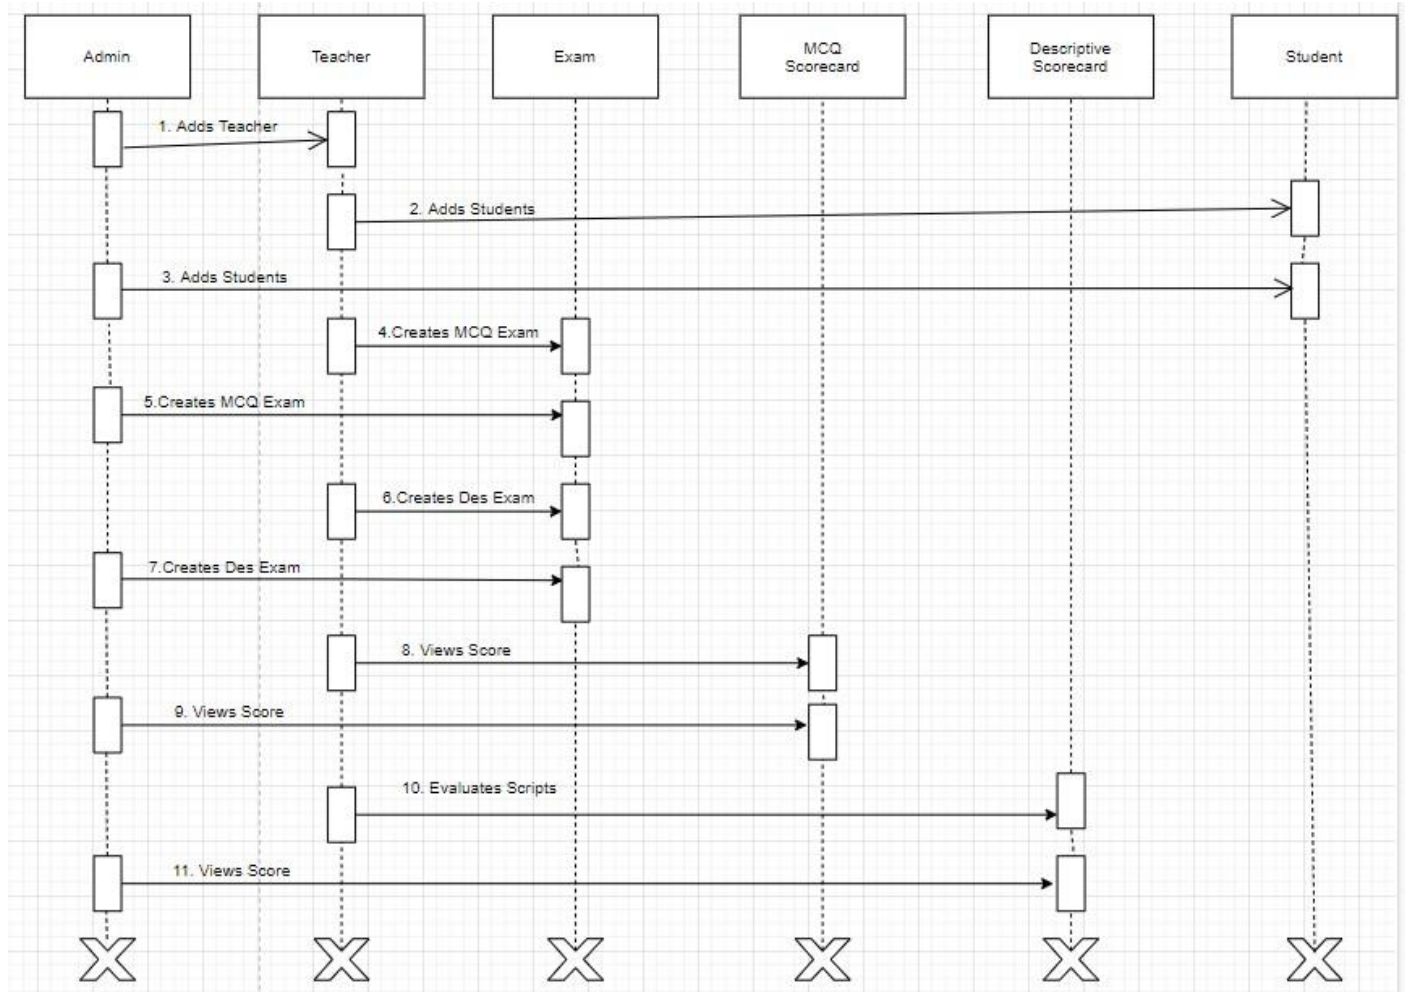 Admin
Teacher
Exam
MCQ
Scorecard
Descriptive
Scorecard
Student
1. Adds Teacher
2. Adds Students
3. Adds Students
4.Creates MCQ Exam
5.Creates MCQ Exam
6.Creates Des Exam
7.Creates Des Exam
8. Views Score
9. Views Score
10. Evaluates Scripts
11. Views Score